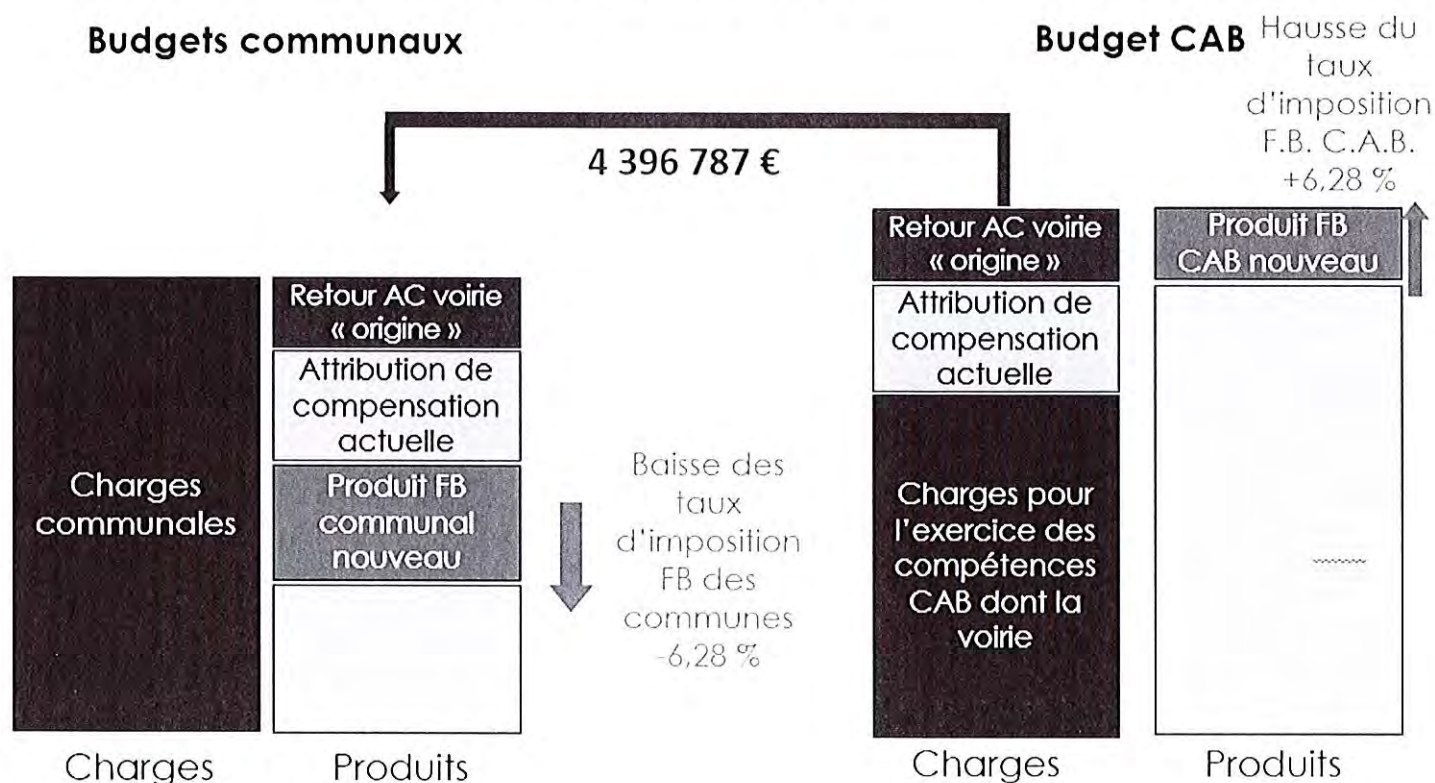 Budgets communaux
Budget CAB
Hausse du
taux
d'imposition
F.B. C.A.B.
+6,28 %
4 396 787 €
Charges
communales
Retour AC voirie
« origine »
Attribution de
compensation
actuelle
Produit FB
communal
nouveau
Baisse des
taux
d'imposition
FB des
communes
-6,28 %
Retour AC voirie
« origine »
Attribution de
compensation
actuelle
Charges pour
l'exercice des
compétences
CAB dont la
voirie
Produit FB
CAB nouveau
Charges
Produits
Charges
Produits